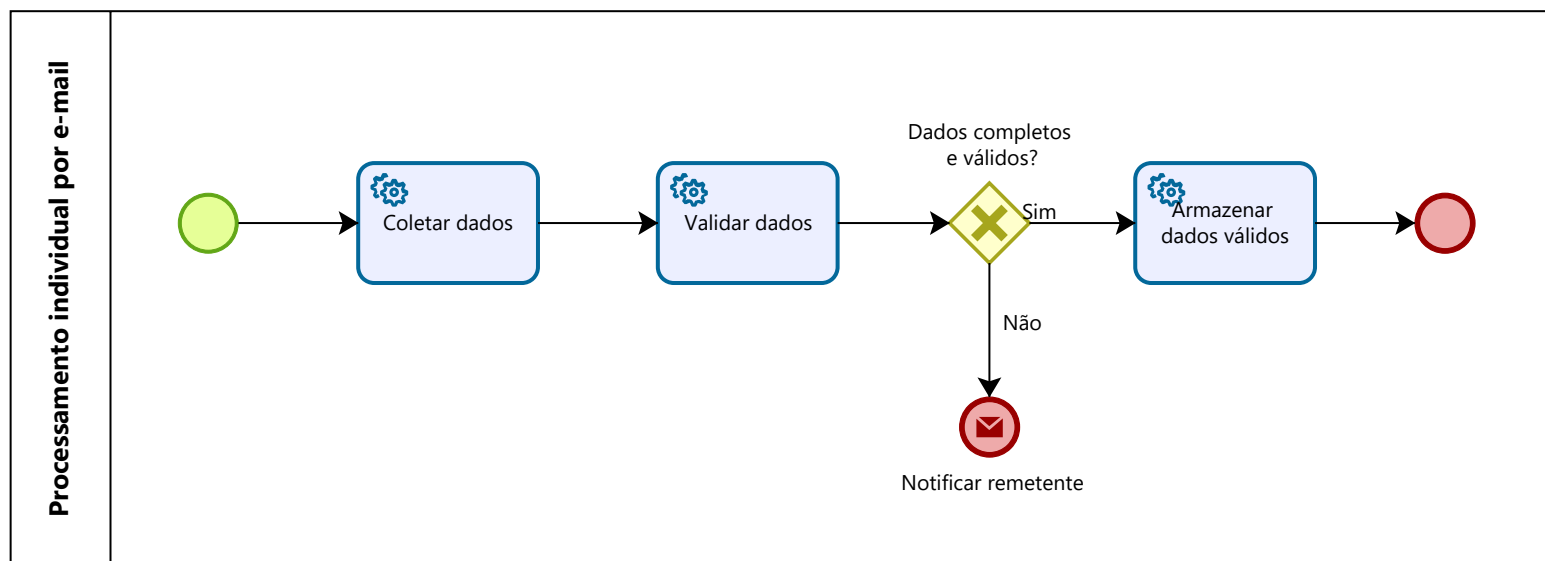 Processamento individual por e-mail
Coletar dados
Validar dados
Dados completos
e válidos?
Sim
Armazenar
dados válidos
Não
Notificar remetente